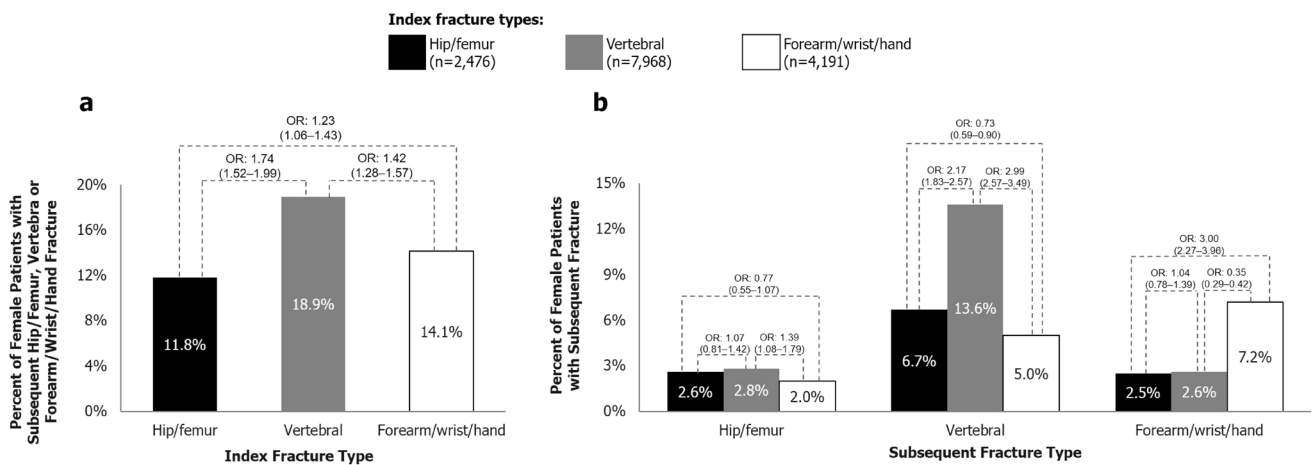 Index fracture types:
Hip/femur
(n=2,476)
Vertebral
(n=7,968)
Forearm/wrist/hand
(n=4,191)
a
Percent of Female Patients with
Subsequent Hip/Femur, Vertebra or
Forearm/Wrist/Hand Fracture
20%
16%
12%
8%
4%
0%
OR: 1.23
(1.06–1.43)
OR: 1.74
(1.52–1.99)
OR: 1.42
(1.28–1.57)
11.8%
18.9%
14.1%
Hip/femur
Vertebral
Forearm/wrist/hand
Index Fracture Type
b
Percent of Female Patients
with Subsequent Fracture
15%
12%
9%
6%
3%
0%
OR: 0.77
(0.55–1.07)
OR: 1.07
(0.81–1.42)
OR: 1.39
(1.08–1.79)
2.6%
2.8%
2.0%
OR: 0.73
(0.59–0.90)
OR: 2.17
(1.83–2.57)
OR: 2.99
(2.57–3.49)
6.7%
13.6%
5.0%
OR: 3.00
(2.27–3.96)
OR: 1.04
(0.78–1.39)
OR: 0.35
(0.29–0.42)
2.5%
2.6%
7.2%
Hip/femur
Vertebral
Forearm/wrist/hand
Subsequent Fracture Type